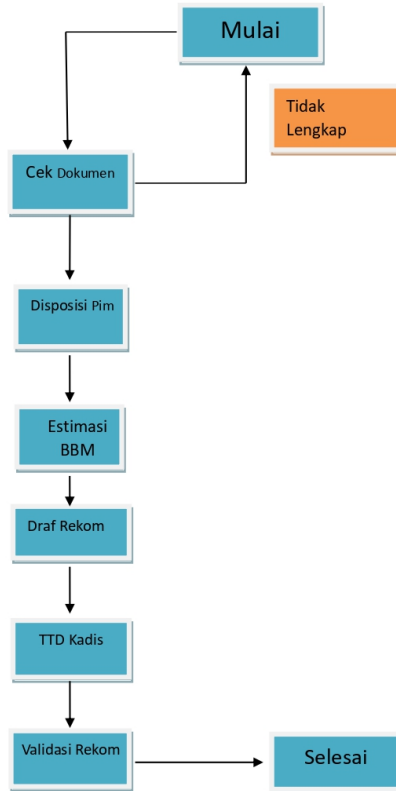 Mulai
Tidak
Lengkap
Cek Dokumen
Disposisi Pim
Estimasi
BBM
Draf Rekom
TTD Kadis
Validasi Rekom
Selesai